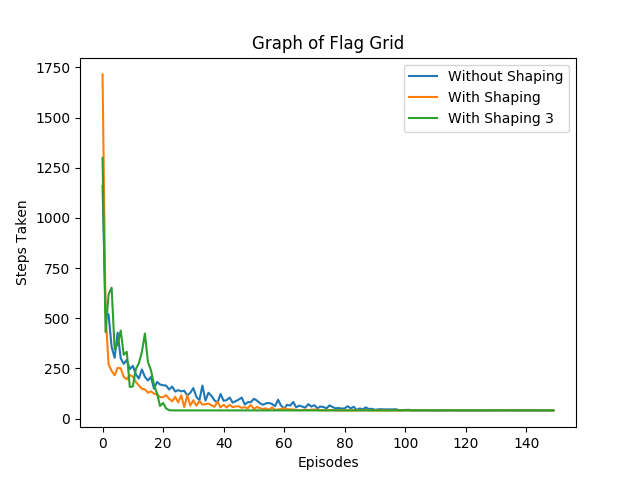 Graph of Flag Grid
Without Shaping
With Shaping
With Shaping 3
Steps Taken
1750
1500
1250
1000
750
500
250
0
0 20 40 60 80 100 120 140
Episodes